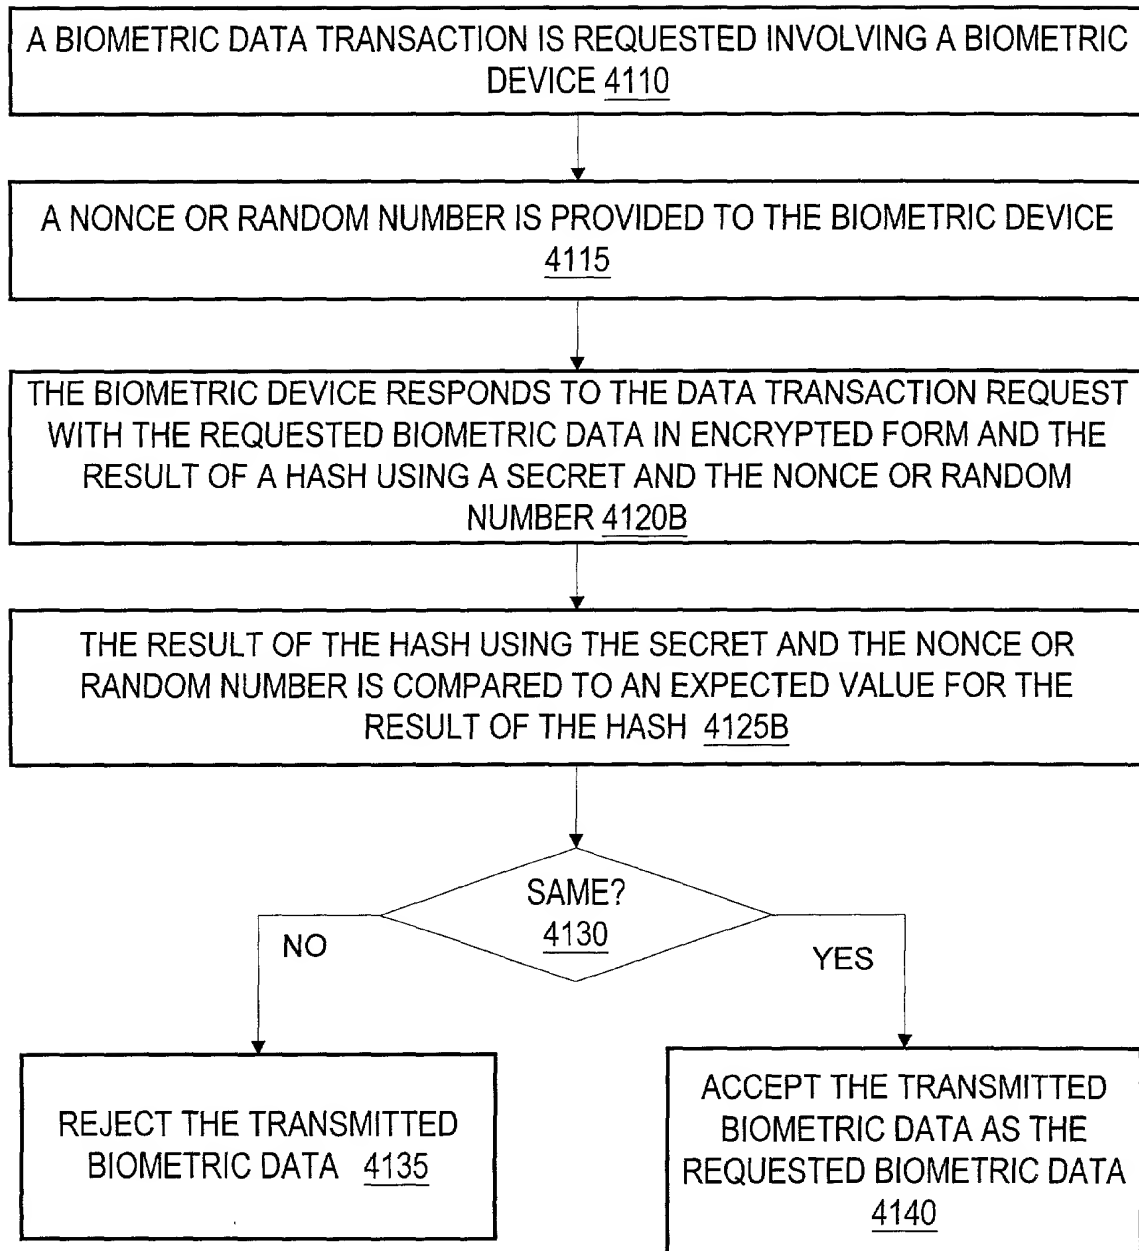 A BIOMETRIC DATA TRANSACTION IS REQUESTED INVOLVING A BIOMETRIC
DEVICE 4110
A NONCE OR RANDOM NUMBER IS PROVIDED TO THE BIOMETRIC DEVICE
4115
THE BIOMETRIC DEVICE RESPONDS TO THE DATA TRANSACTION REQUEST
WITH THE REQUESTED BIOMETRIC DATA IN ENCRYPTED FORM AND THE
RESULT OF A HASH USING A SECRET AND THE NONCE OR RANDOM
NUMBER 4120B
THE RESULT OF THE HASH USING THE SECRET AND THE NONCE OR
RANDOM NUMBER IS COMPARED TO AN EXPECTED VALUE FOR THE
RESULT OF THE HASH 4125B
SAME?
4130
NO
YES
REJECT THE TRANSMITTED
BIOMETRIC DATA 4135
ACCEPT THE TRANSMITTED
BIOMETRIC DATA AS THE
REQUESTED BIOMETRIC DATA
4140